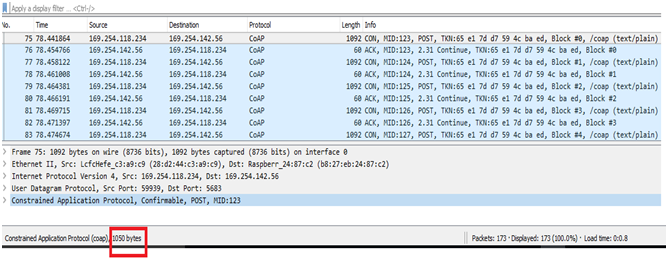 Apply a display filter ... <Ctrl-/>
No. Time Source Destination Protocol Length Info
75 78.441864 169.254.118.234 169.254.142.56 CoAP 1092 CON, MID:123, POST, TKN:65 e1 7d d7 59 4c ba ed, Block #0, /coap (text/plain)
76 78.454766 169.254.142.56 169.254.118.234 CoAP 60 ACK, MID:123, 2.31 Continue, TKN:65 e1 7d d7 59 4c ba ed, Block #0
77 78.458122 169.254.118.234 169.254.142.56 CoAP 1092 CON, MID:124, POST, TKN:65 e1 7d d7 59 4c ba ed, Block #1, /coap (text/plain)
78 78.461008 169.254.142.56 169.254.118.234 CoAP 60 ACK, MID:124, 2.31 Continue, TKN:65 e1 7d d7 59 4c ba ed, Block #1
79 78.464381 169.254.118.234 169.254.142.56 CoAP 1092 CON, MID:125, POST, TKN:65 e1 7d d7 59 4c ba ed, Block #2, /coap (text/plain)
80 78.466191 169.254.142.56 169.254.118.234 CoAP 60 ACK, MID:125, 2.31 Continue, TKN:65 e1 7d d7 59 4c ba ed, Block #2
81 78.469715 169.254.118.234 169.254.142.56 CoAP 1092 CON, MID:126, POST, TKN:65 e1 7d d7 59 4c ba ed, Block #3, /coap (text/plain)
82 78.471397 169.254.142.56 169.254.118.234 CoAP 60 ACK, MID:126, 2.31 Continue, TKN:65 e1 7d d7 59 4c ba ed, Block #3
83 78.474674 169.254.118.234 169.254.142.56 CoAP 1092 CON, MID:127, POST, TKN:65 e1 7d d7 59 4c ba ed, Block #4, /coap (text/plain)
Frame 75: 1092 bytes on wire (8736 bits), 1092 bytes captured (8736 bits) on interface 0
Ethernet II, Src: LcfcHefe_c3:a9:c9 (28:d2:44:c3:a9:c9), Dst: Raspberr_24:87:c2 (b8:27:eb:24:87:c2)
Internet Protocol Version 4, Src: 169.254.118.234, Dst: 169.254.142.56
User Datagram Protocol, Src Port: 59939, Dst Port: 5683
Constrained Application Protocol, Confirmable, POST, MID:123
Constrained Application Protocol (coap), 1050 bytes Packets: 173 · Displayed: 173 (100.0%) · Load time: 0:0.8